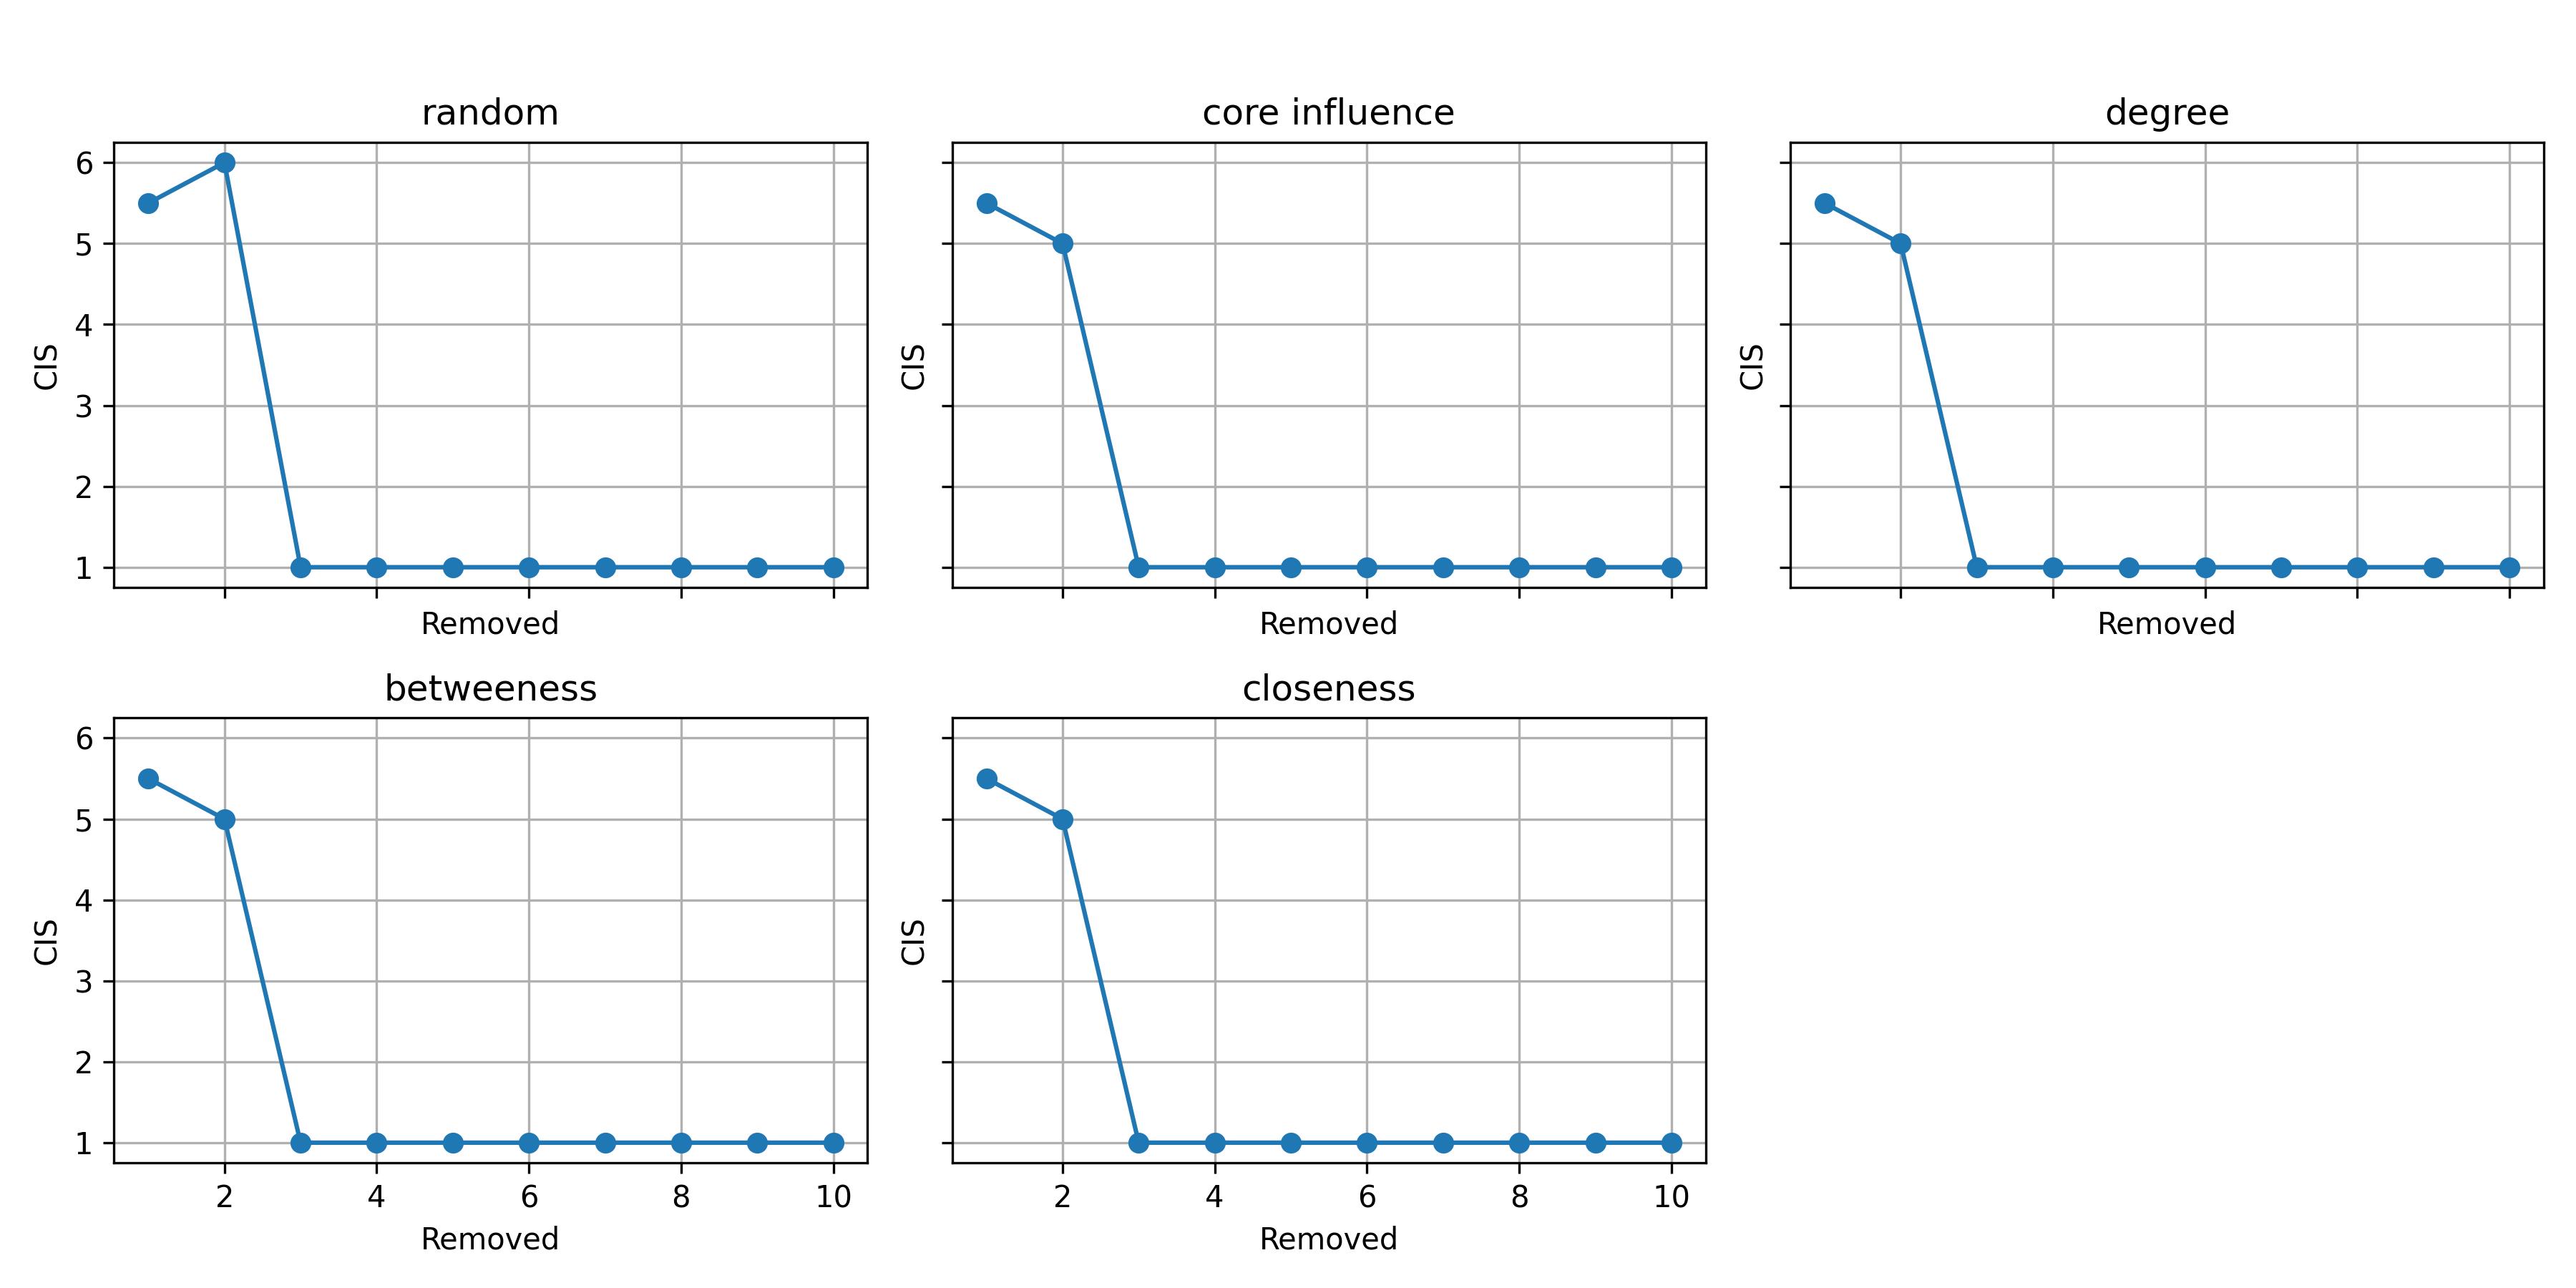 random
core influence
degree
6
5
4
3
2
1
CIS
CIS
CIS
Removed
Removed
Removed
betweeness
closeness
6
5
4
3
2
1
CIS
CIS
2 4 6 8 10
2 4 6 8 10
Removed
Removed